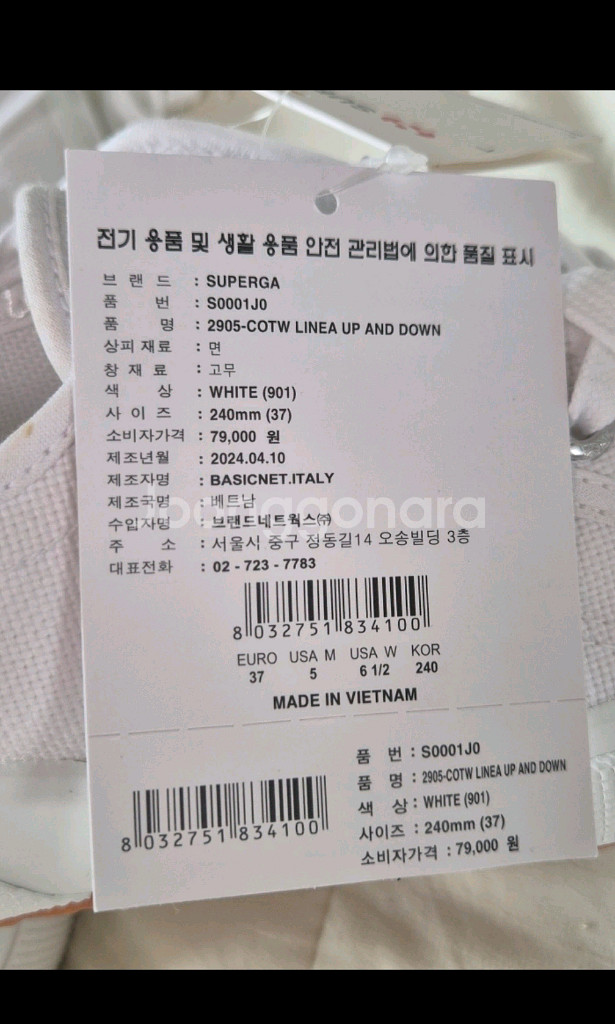 전기 용품 및 생활 용품 안전 관리법에 의한 품질 표시
브 랜 드 : SUPERGA
품 번 : S0001J0
품 명 : 2905-COTW LINEA UP AND DOWN
상피 재료 : 면
창 재 료 : 고무
색 상 : WHITE (901)
사 이 즈 : 240mm (37)
소비자가격 : 79,000 원
제조년월 : 2024.04.10
제조자명 : BASICNET.ITALY
제조국명 : 베트남
수입자명 : 브랜드네트웍스㈜
주 소 : 서울시 중구 정동길14 오송빌딩 3층
대표전화 : 02 - 723 - 7783
joonggonara
8 032751 834100
EURO USA M USA W KOR
37 5 6 1/2 240
MADE IN VIETNAM
품 번 : S0001J0
품 명 : 2905-COTW LINEA UP AND DOWN
색 상 : WHITE (901)
사이즈 : 240mm (37)
소비자가격 : 79,000 원
8 032751 834100